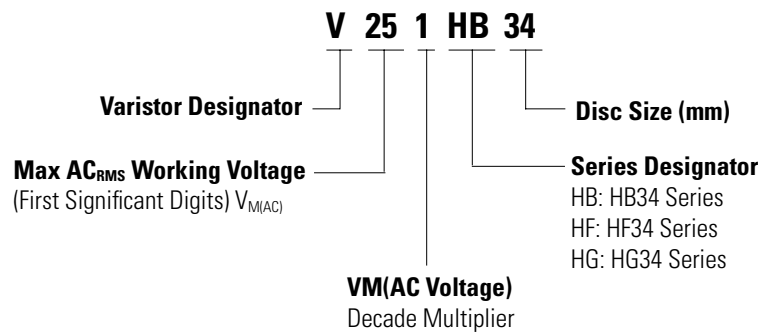 V 25 1 HB 34
Varistor Designator
Disc Size (mm)
Max ACRMS Working Voltage
(First Significant Digits) VM(AC)
Series Designator
HB: HB34 Series
HF: HF34 Series
HG: HG34 Series
VM(AC Voltage)
Decade Multiplier